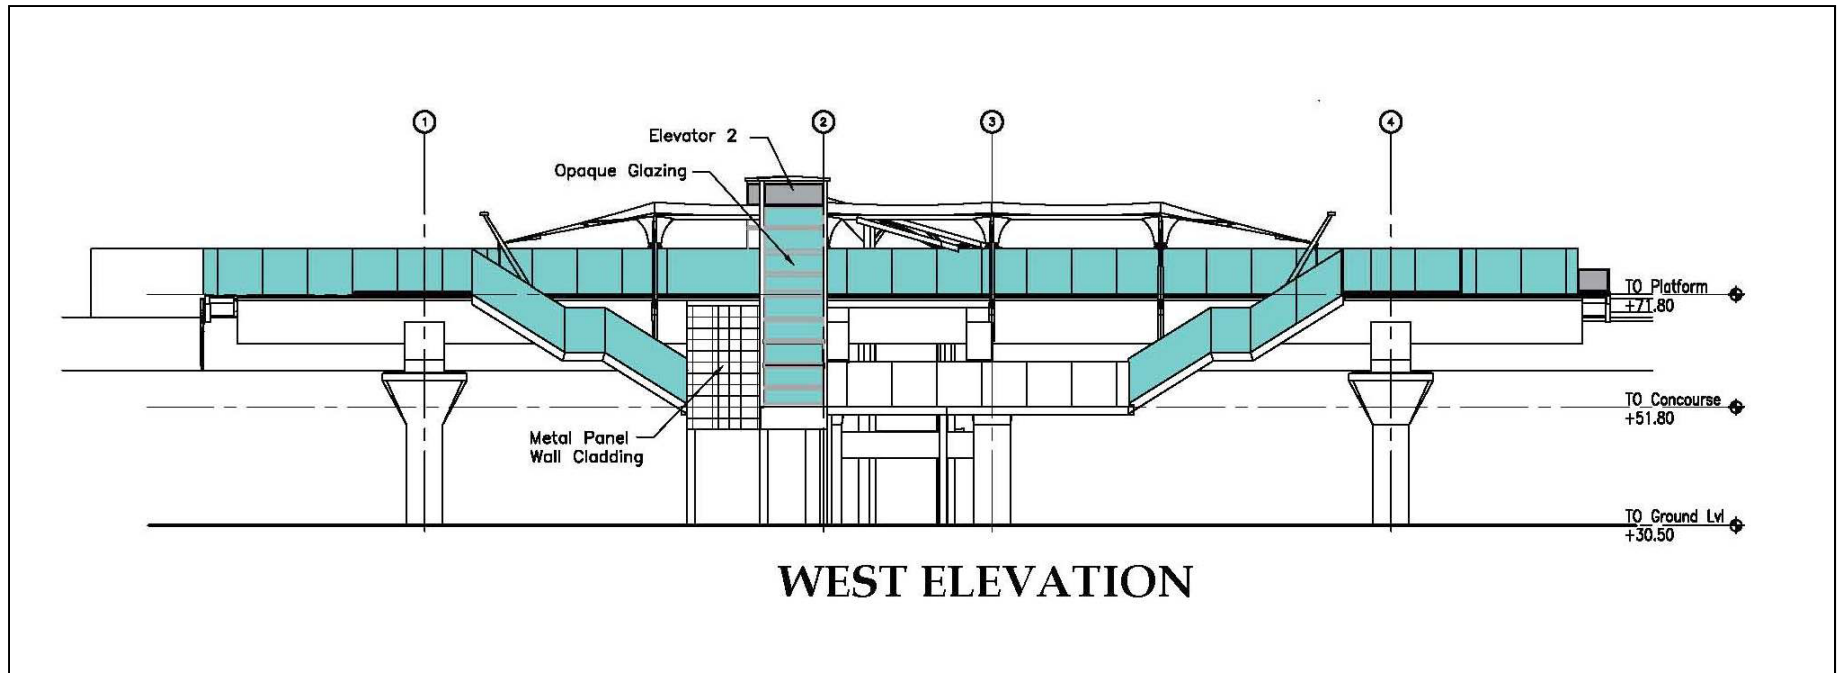 1
2
3
4
Elevator 2
Opaque Glazing
TO Platform
+71.80
TO Concourse
+51.80
Metal Panel
Wall Cladding
TO Ground Lvl
+30.50
WEST ELEVATION